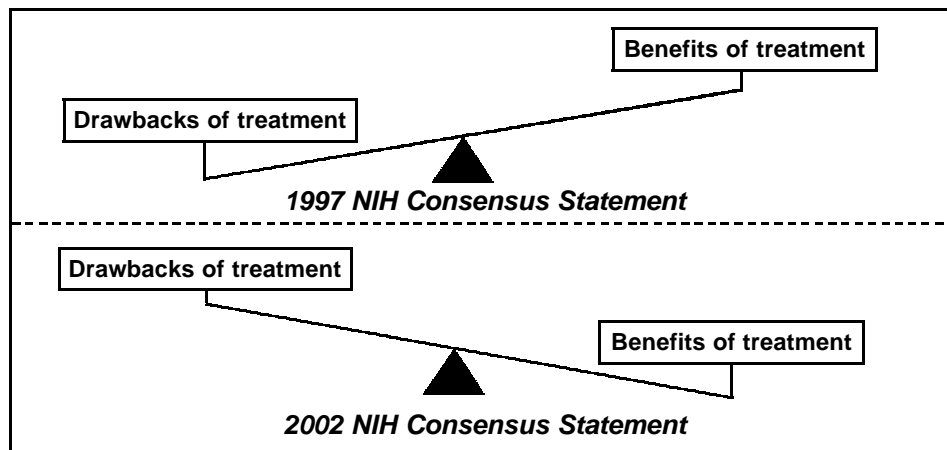 Benefits of treatment
Drawbacks of treatment
1997 NIH Consensus Statement
Drawbacks of treatment
Benefits of treatment
2002 NIH Consensus Statement